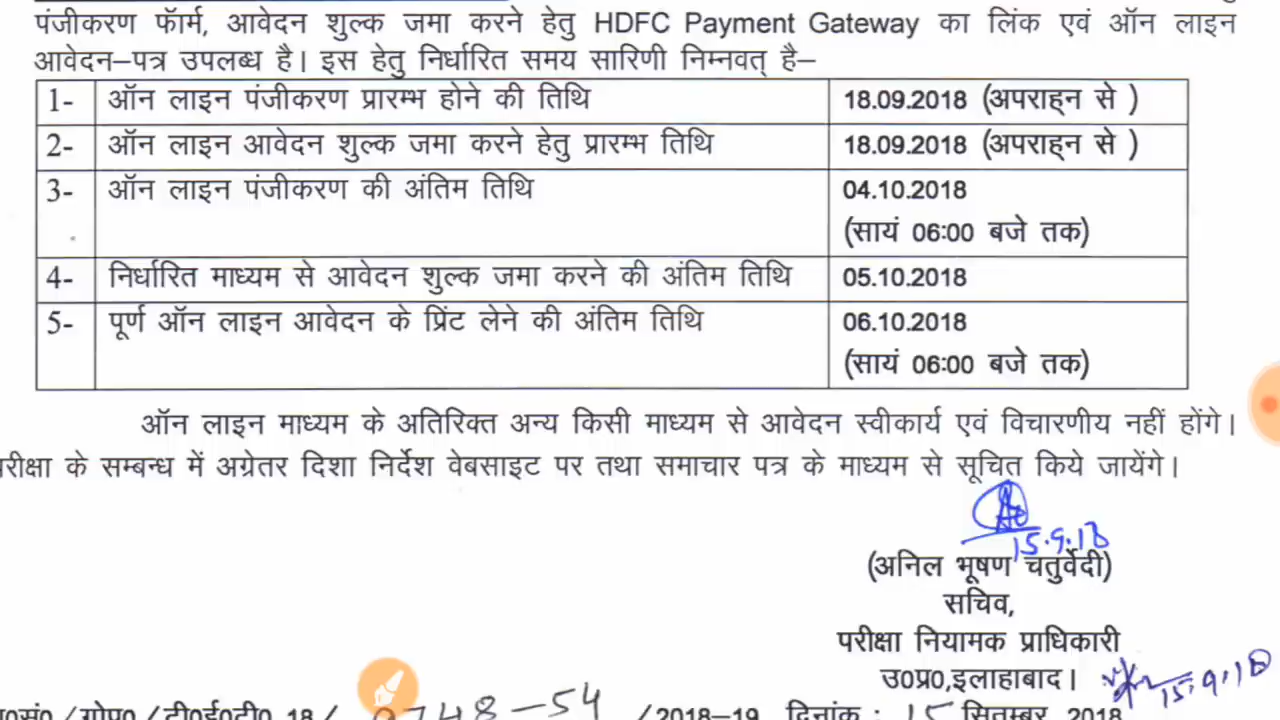 पंजीकरण फॅार्म, आवेदन शुल्क जमा करने हेतु HDFC Payment Gateway का लिंक एवं ऑन लाइन
आवेदन–पत्र उपलब्ध है। इस हेतु निर्धारित समय सारिणी निम्नवत् है–
1- ऑन लाइन पंजीकरण प्रारम्भ होने की तिथि 18.09.2018 (अपराह्न से )
2- ऑन लाइन आवेदन शुल्क जमा करने हेतु प्रारम्भ तिथि 18.09.2018 (अपराह्न से )
3- ऑन लाइन पंजीकरण की अंतिम तिथि 04.10.2018
(सायं 06:00 बजे तक)
4- निर्धारित माध्यम से आवेदन शुल्क जमा करने की अंतिम तिथि 05.10.2018
5- पूर्ण ऑन लाइन आवेदन के प्रिंट लेने की अंतिम तिथि 06.10.2018
(सायं 06:00 बजे तक)
ऑन लाइन माध्यम के अतिरिक्त अन्य किसी माध्यम से आवेदन स्वीकार्य एवं विचारणीय नहीं होंगे।
परीक्षा के सम्बन्ध में अग्रेतर दिशा निर्देश वेबसाइट पर तथा समाचार पत्र के माध्यम से सूचित किये जायेंगे।
15.9.18
(अनिल भूषण चतुर्वेदी)
सचिव,
परीक्षा नियामक प्राधिकारी
उ0प्र0,इलाहाबाद।
15.9.18
/गोप0/टी0ई0टी0 18/ 748–54 /2018–19 दिनांक : 15 सितम्बर 2018